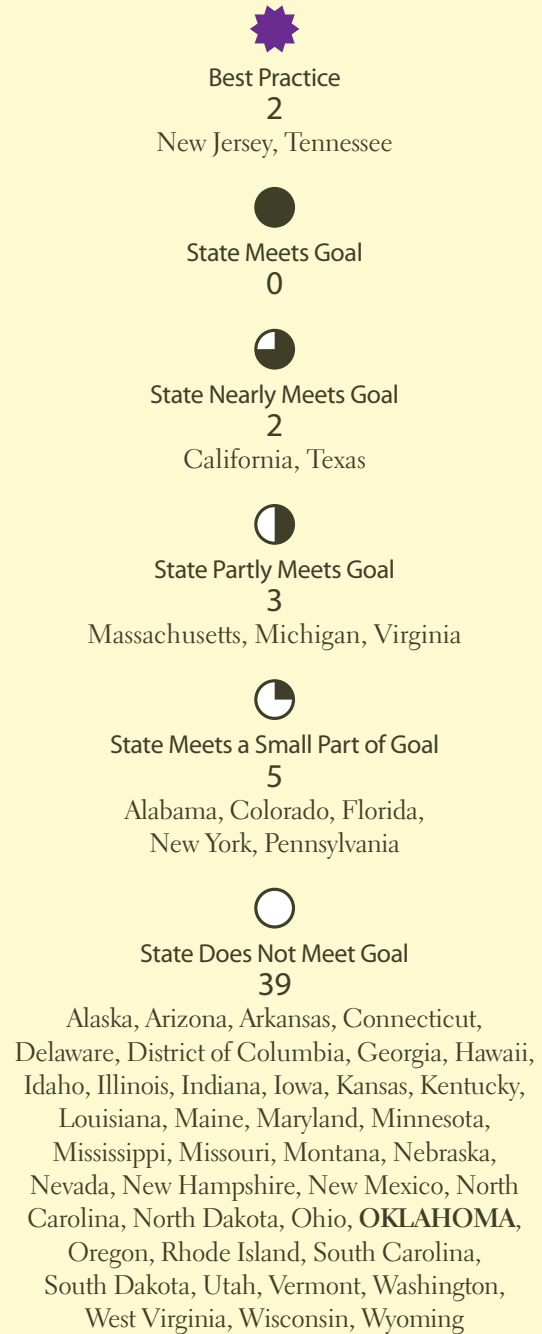 Best Practice
2
New Jersey, Tennessee
State Meets Goal
0
State Nearly Meets Goal
2
California, Texas
State Partly Meets Goal
3
Massachusetts, Michigan, Virginia
State Meets a Small Part of Goal
5
Alabama, Colorado, Florida,
New York, Pennsylvania
State Does Not Meet Goal
39
Alaska, Arizona, Arkansas, Connecticut,
Delaware, District of Columbia, Georgia, Hawaii,
Idaho, Illinois, Indiana, Iowa, Kansas, Kentucky,
Louisiana, Maine, Maryland, Minnesota,
Mississippi, Missouri, Montana, Nebraska,
Nevada, New Hampshire, New Mexico, North
Carolina, North Dakota, Ohio, OKLAHOMA,
Oregon, Rhode Island, South Carolina,
South Dakota, Utah, Vermont, Washington,
West Virginia, Wisconsin, Wyoming